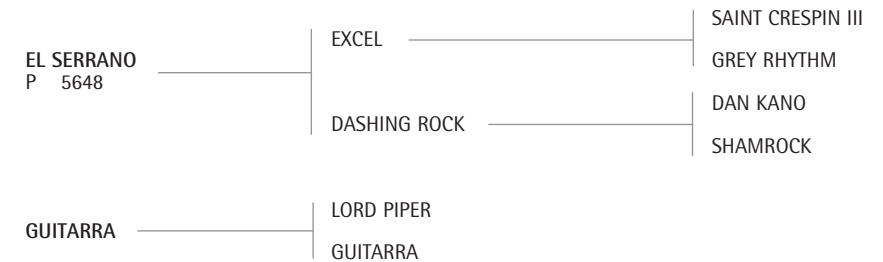 SAINT CRESPIN III
EXCEL
GREY RHYTHM
EL SERRANO
P 5648
DAN KANO
DASHING ROCK
SHAMROCK
LORD PIPER
GUITARRA
GUITARRA